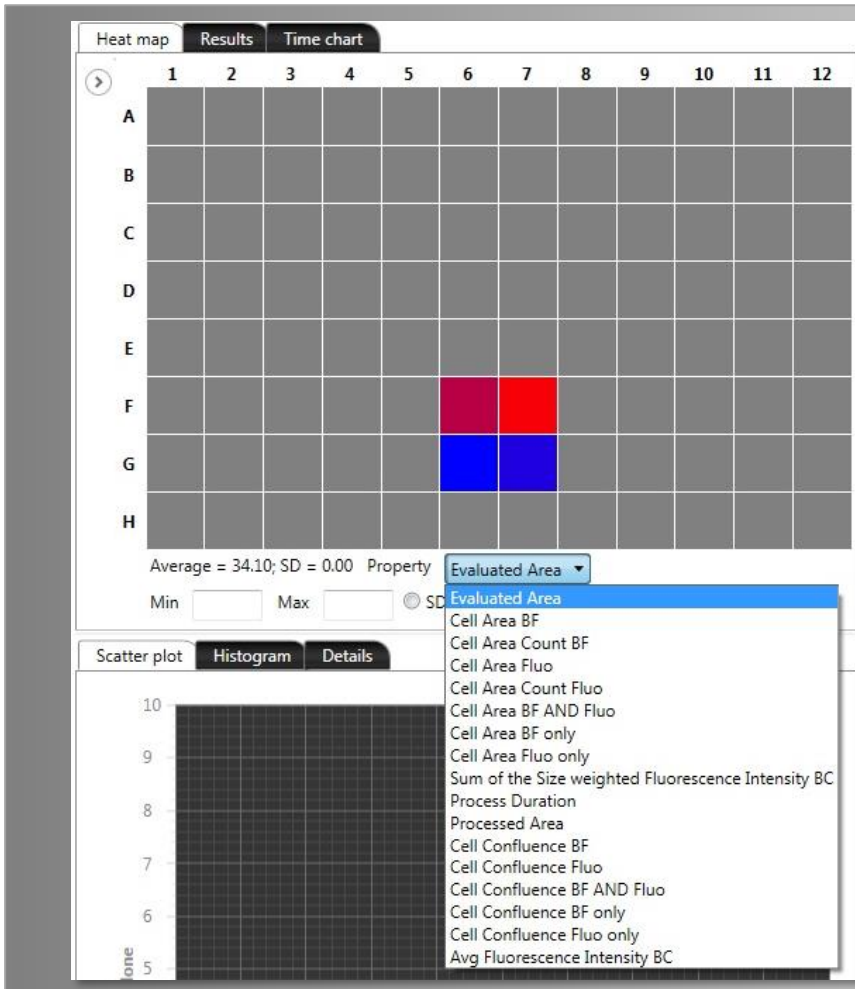 Heat map Results Time chart
1 2 3 4 5 6 7 8 9 10 11 12
A
B
C
D
E
F
G
H
Average = 34.10; SD = 0.00 Property Evaluated Area
Min Max SD
Evaluated Area
Cell Area BF
Cell Area Count BF
Cell Area Fluo
Cell Area Count Fluo
Cell Area BF AND Fluo
Cell Area BF only
Cell Area Fluo only
Sum of the Size weighted Fluorescence Intensity BC
Process Duration
Processed Area
Cell Confluence BF
Cell Confluence Fluo
Cell Confluence BF AND Fluo
Cell Confluence BF only
Cell Confluence Fluo only
Avg Fluorescence Intensity BC
Scatter plot Histogram Details
10
9
8
7
6
5